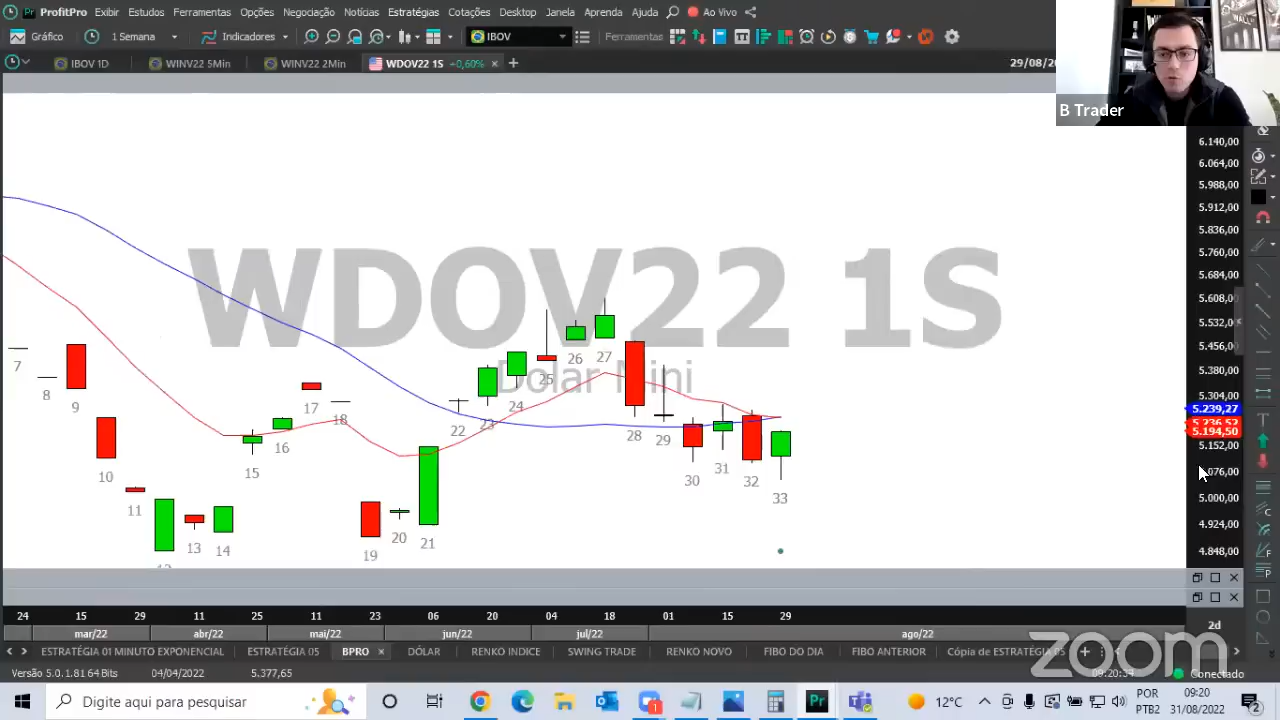 ProfitPro Exibir Estudos Ferramentas Opções Negociação Notícias Estratégias Cotações Desktop Janela Aprenda Ajuda Ao Vivo
Gráfico 1 Semana Indicadores IBOV Ferramentas
IBOV 1D WINV22 5Min WINV22 2Min WDOV22 1S +0,60%
B Trader
WDOV22 1S
Dólar Mini
6.140,00
6.064,00
5.988,00
5.912,00
5.836,00
5.760,00
5.684,00
5.608,00
5.532,00
5.456,00
5.380,00
5.304,00
5.239,27
5.236,52
5.194,50
5.152,00
5.076,00
5.000,00
4.924,00
4.848,00
7 8 9 10 11 13 14 15 16 17 18 19 20 21 22 23 24 25 26 27 28 29 30 31 32 33
24 15 29 11 25 11 23 06 20 04 18 01 15 29
2d
mar/22 abr/22 mai/22 jun/22 jul/22 ago/22
ESTRATÉGIA 01 MINUTO EXPONENCIAL ESTRATÉGIA 05 BPRO DÓLAR RENKO INDICE SWING TRADE RENKO NOVO FIBO DO DIA FIBO ANTERIOR Cópia de ESTRATÉGIA 05
zoom
Versão 5.0.1.81 64 Bits 04/04/2022 5.377,65 Conectado
Digite aqui para pesquisar
1
Pr
12°C
POR
PTB2
09:20
31/08/2022
2